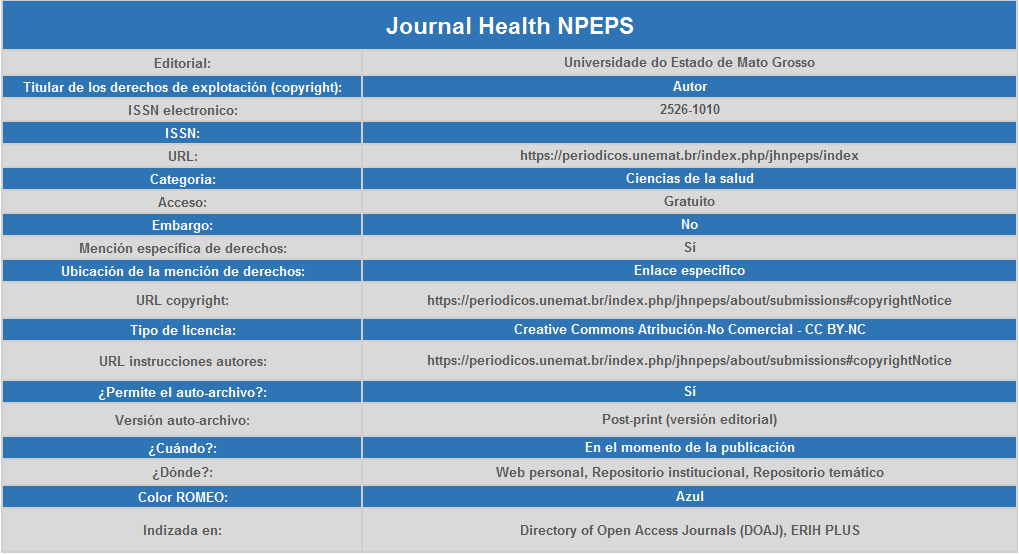 Journal Health NPEPS
Editorial: Universidade do Estado de Mato Grosso
Titular de los derechos de explotación (copyright): Autor
ISSN electronico: 2526-1010
ISSN:
URL: https://periodicos.unemat.br/index.php/jhnpeps/index
Categoria: Ciencias de la salud
Acceso: Gratuito
Embargo: No
Mención específica de derechos: Sí
Ubicación de la mención de derechos: Enlace especifico
URL copyright: https://periodicos.unemat.br/index.php/jhnpeps/about/submissions#copyrightNotice
Tipo de licencia: Creative Commons Atribución-No Comercial - CC BY-NC
URL instrucciones autores: https://periodicos.unemat.br/index.php/jhnpeps/about/submissions#copyrightNotice
¿Permite el auto-archivo?: Sí
Versión auto-archivo: Post-print (versión editorial)
¿Cuándo?: En el momento de la publicación
¿Dónde?: Web personal, Repositorio institucional, Repositorio temático
Color ROMEO: Azul
Indizada en: Directory of Open Access Journals (DOAJ), ERIH PLUS